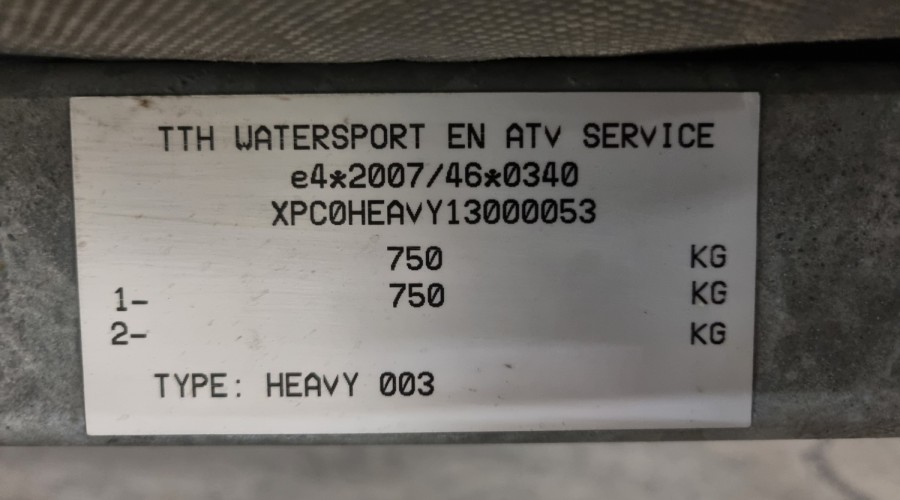 TTH WATERSPORT EN ATV SERVICE
e4*2007/46*0340
XPC0HEAVY13000053
750 KG
1- 750 KG
2- KG
TYPE: HEAVY 003